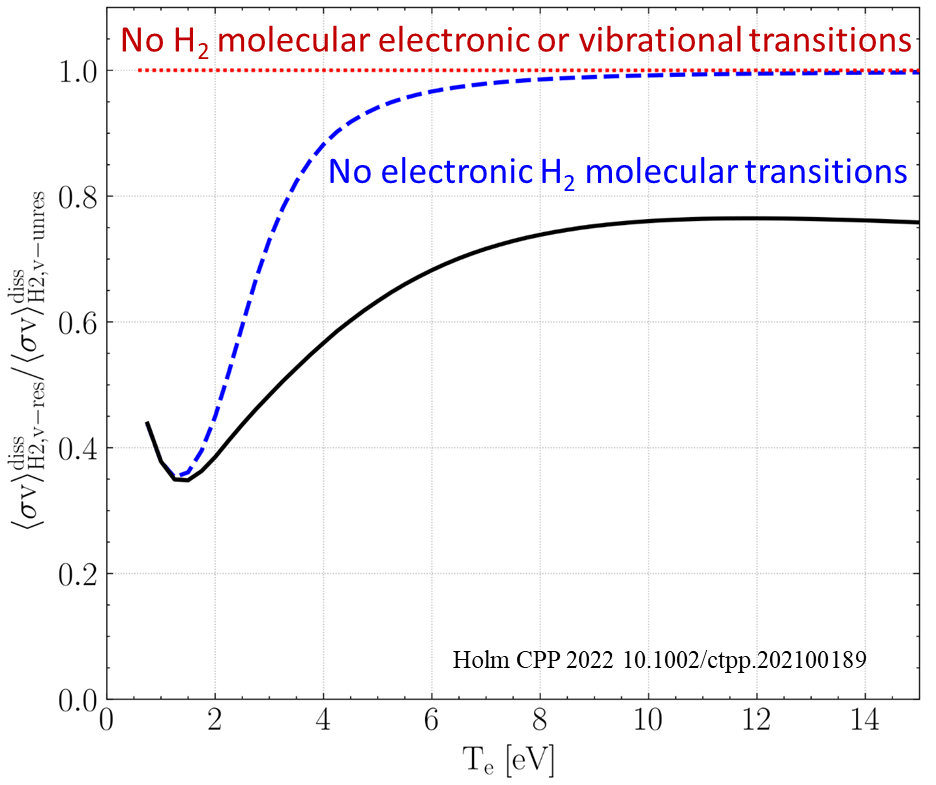 No H2 molecular electronic or vibrational transitions
1.0
No electronic H2 molecular transitions
0.8
0.6
0.4
0.2
0.0
⟨σv⟩diss H2,v−res/⟨σv⟩diss H2,v−unres
Holm CPP 2022 10.1002/ctpp.202100189
0 2 4 6 8 10 12 14
Te [eV]